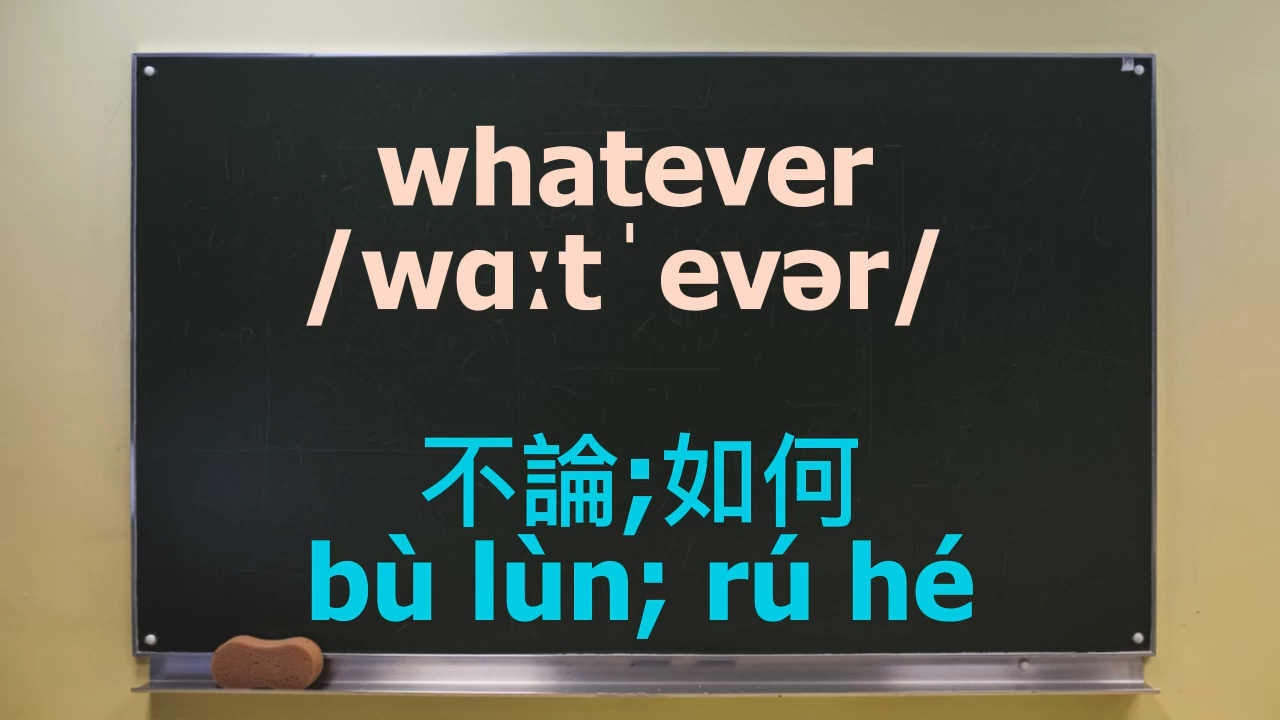 whatever
/wɑːtˈevər/
不論;如何
bù lùn; rú hé